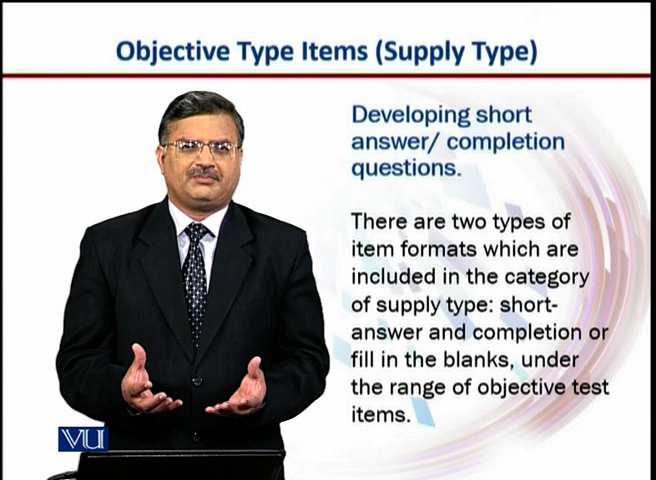 Objective Type Items (Supply Type)
Developing short
answer/ completion
questions.
There are two types of
item formats which are
included in the category
of supply type: short-
answer and completion or
fill in the blanks, under
the range of objective test
items.
VU